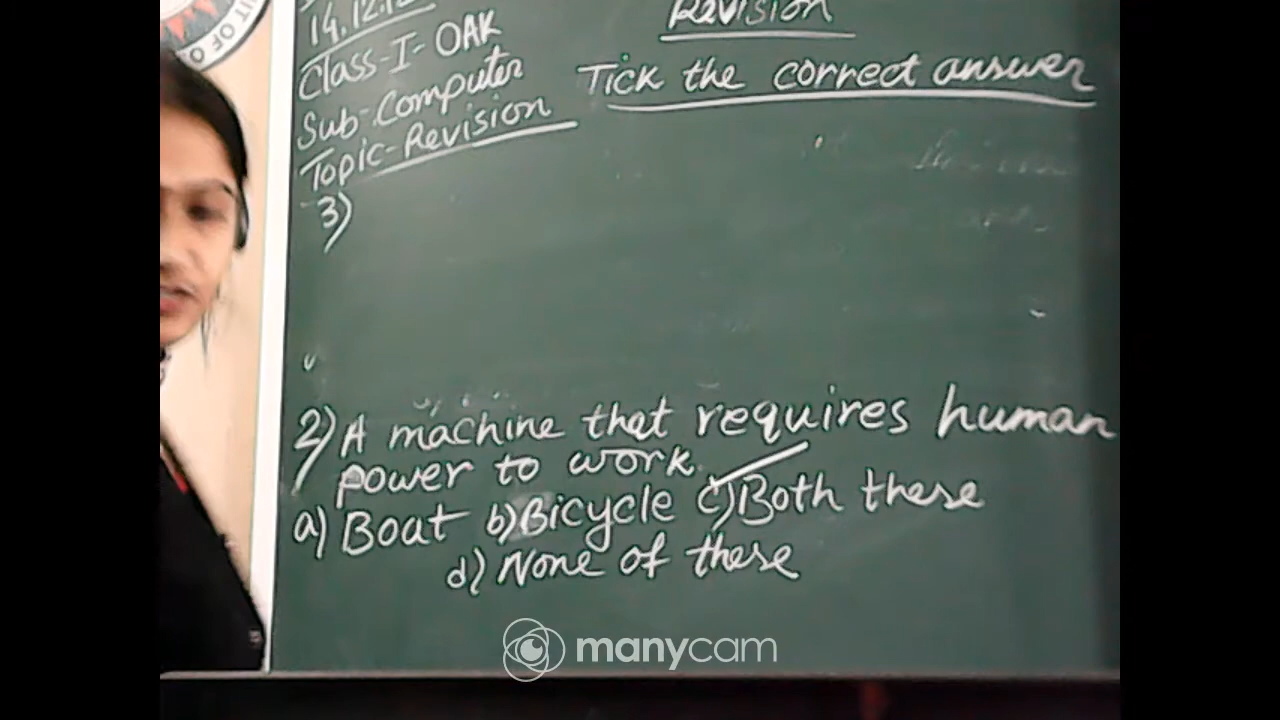 14.12.
Class-I-OAK
Sub-Computer
Topic-Revision
Revision
Tick the correct answer
3)
2) A machine that requires human
power to work.
a) Boat b) Bicycle c) Both these
d) None of these
manycam